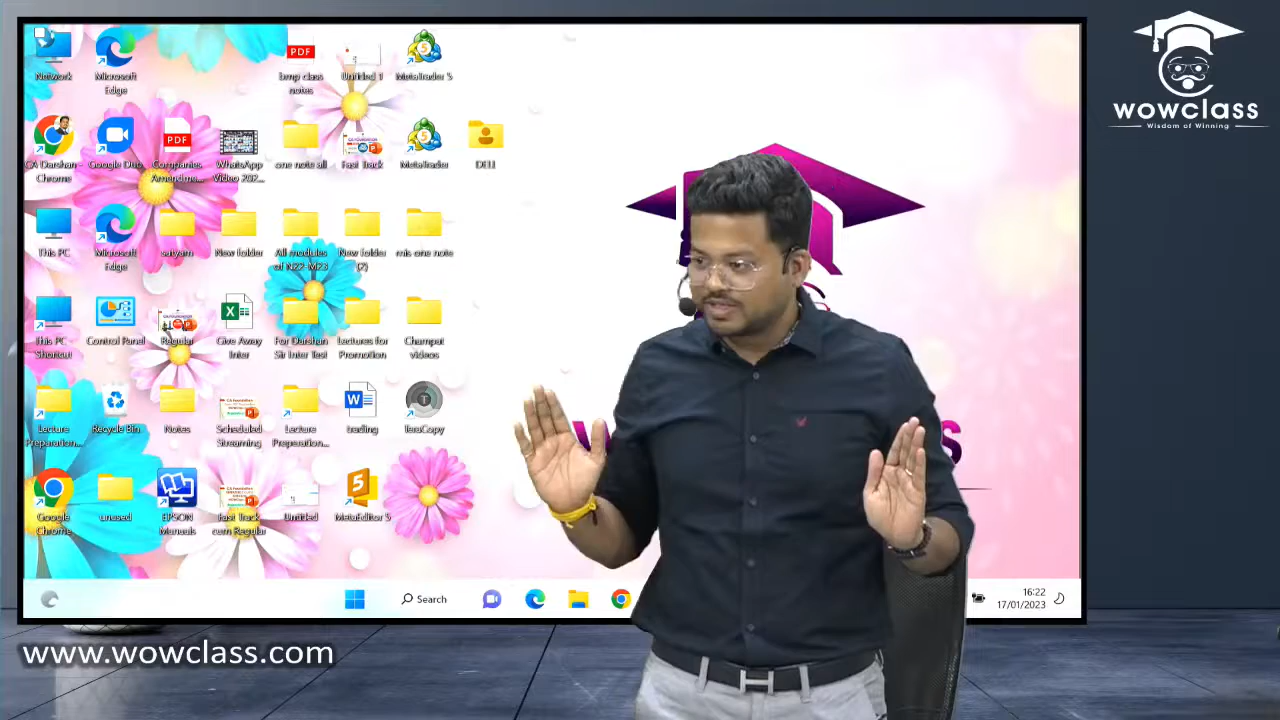 wowclass
Wisdom of Winning
Network
Microsoft
Edge
PDF
bmp class
notes
Untitled 1
MetaTrader 5
CA Darshan -
Chrome
Google Duo
PDF
Companies
Amendme...
WhatsApp
Video 202...
one note all
Fast Track
MetaTrader
DELL
This PC
Microsoft
Edge
satyam
New folder
All modules
of N22-M23
New folder
(2)
mis one note
This PC -
Shortcut
Control Panel
Regular
Give Away
Inter
For Darshan
Sir Inter Test
Lectures for
Promotion
Champat
videos
Lecture
Preparation...
Recycle Bin
Notes
Scheduled
Streaming
Lecture
Preparation...
trading
TeraCopy
Google
Chrome
unused
EPSON
Manuals
Fast Track
cum Regular
Untitled
MetaEditor 5
Search
16:22
17/01/2023
www.wowclass.com